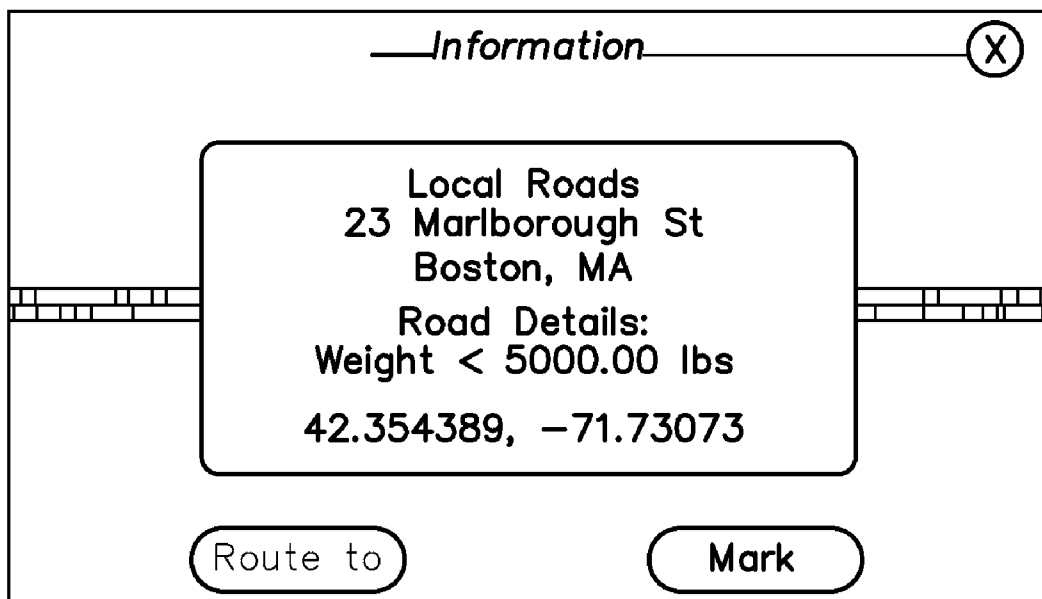 Information
X
Local Roads
23 Marlborough St
Boston, MA
Road Details:
Weight < 5000.00 lbs
42.354389, −71.73073
Route to
Mark